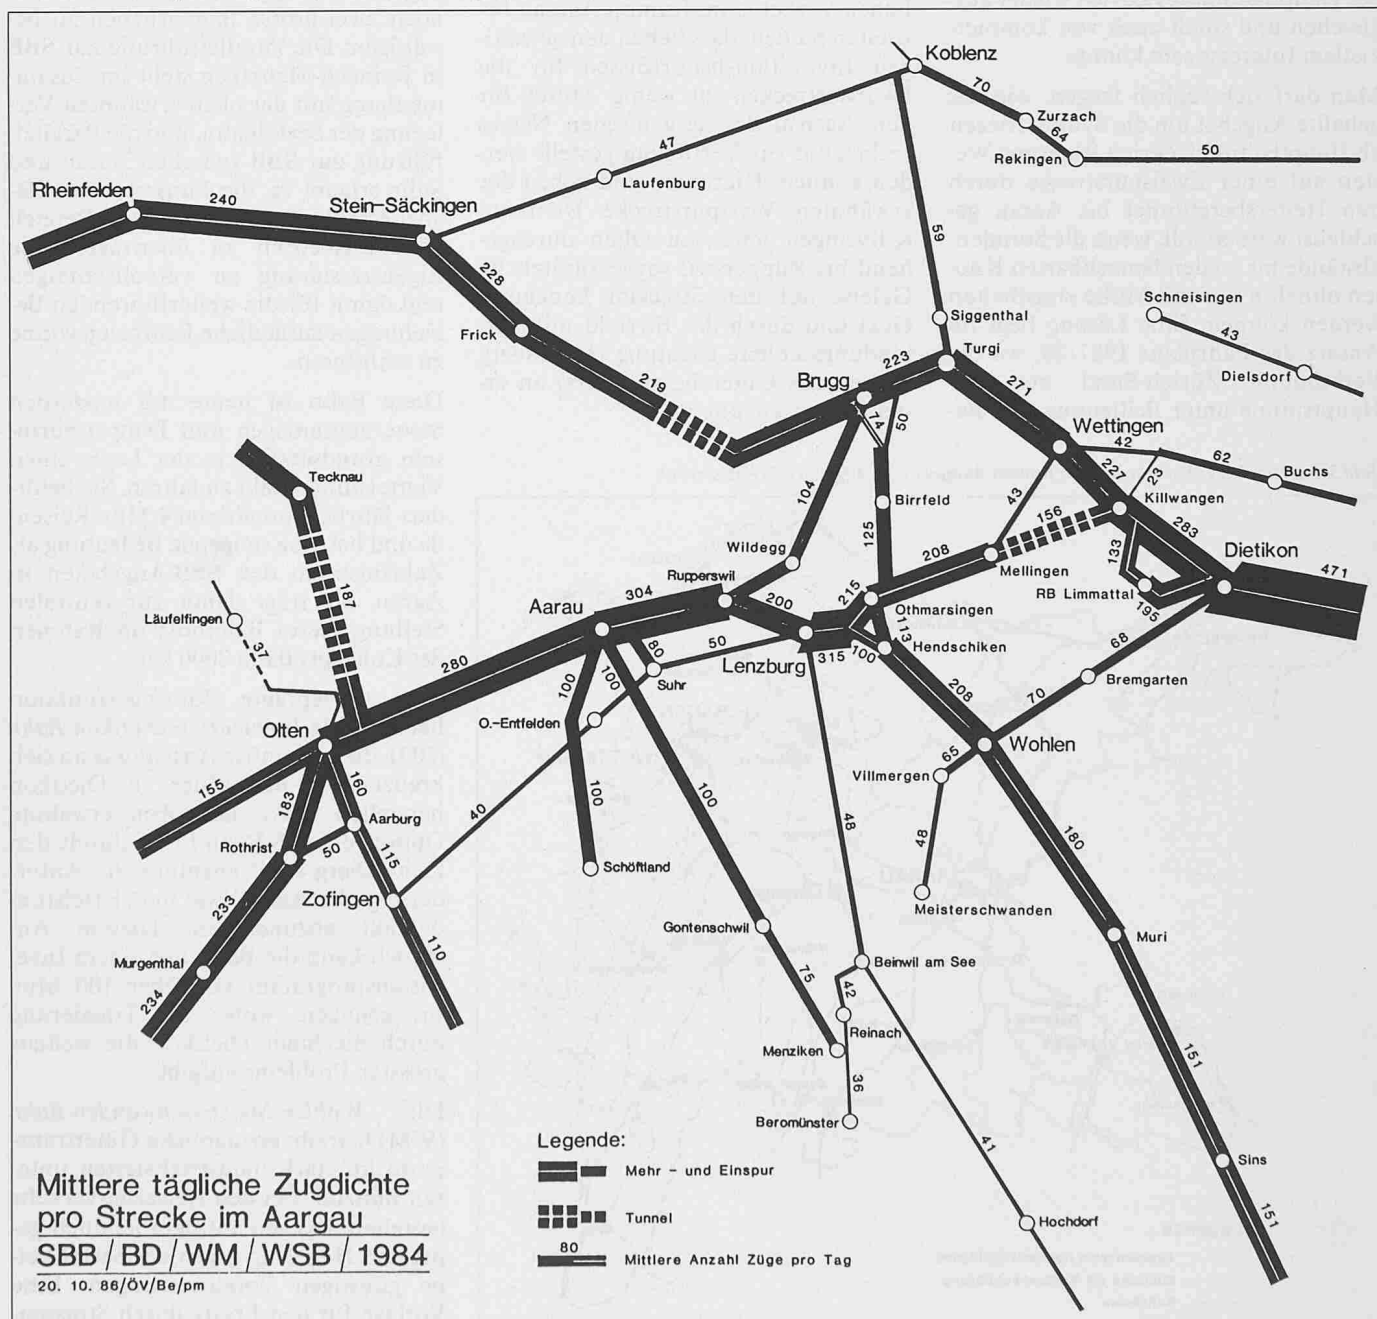 Koblenz
70
Zurzach
64
Rekingen
50
47
Laufenburg
Rheinfelden
240
Stein-Säckingen
59
228
Frick
Siggenthal
Schneisingen
43
Dielsdorf
Turgi
219
Brugg
223
271
74
50
Wettingen
42
62
Buchs
227
23
Killwangen
Tecknau
104
Birrfeld
43
156
283
125
208
133
Dietikon
471
Wildegg
Mellingen
RB Limmattal
195
187
Rupperswil
Aarau
304
200
215
Othmarsingen
113
Hendschiken
100
Läufelfingen
37
80
50
Lenzburg
315
68
Bremgarten
280
100
100
Suhr
208
70
Olten
O.-Entfelden
Wohlen
65
Villmergen
155
183
160
Aarburg
40
100
100
48
48
180
Rothrist
50
115
Schöftland
Zofingen
Meisterschwanden
233
110
Gontenschwil
Muri
Murgenthal
75
Beinwil am See
42
234
Reinach
Menziken
151
36
Beromünster
41
Sins
151
Hochdorf
Legende:
Mehr - und Einspur
Tunnel
80
Mittlere Anzahl Züge pro Tag
Mittlere tägliche Zugdichte
pro Strecke im Aargau
SBB / BD / WM / WSB / 1984
20. 10. 86/ÖV/Be/pm